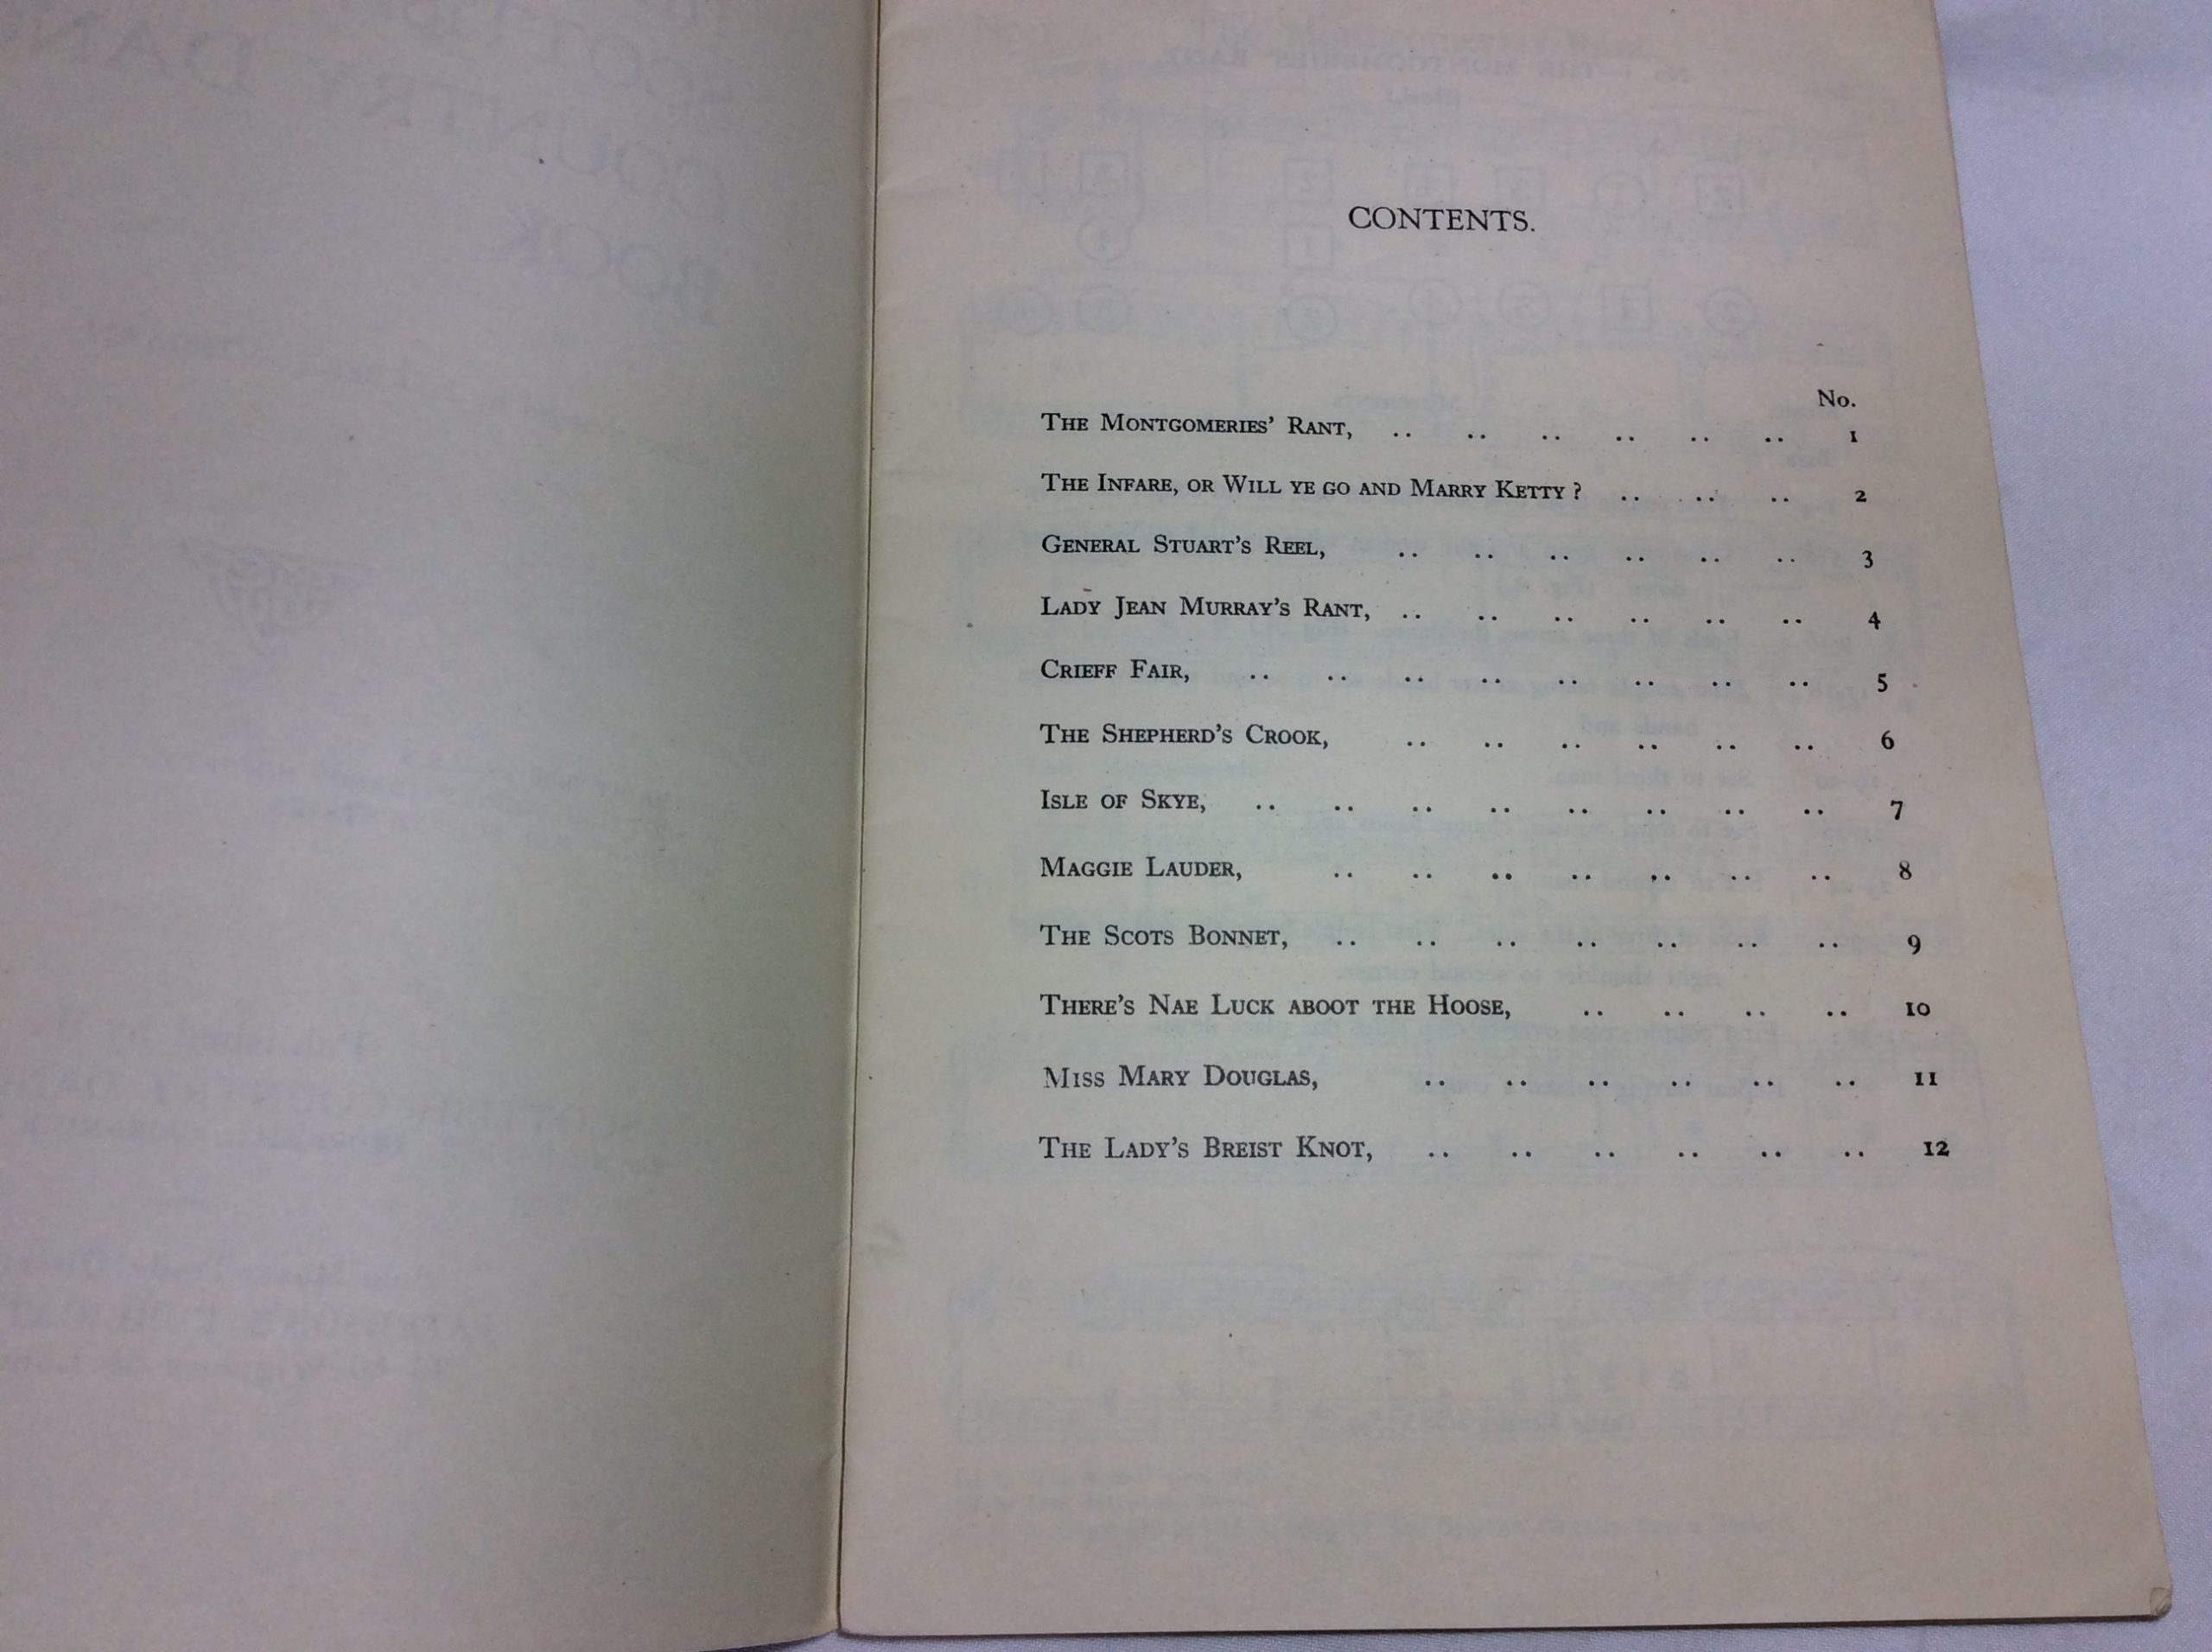 CONTENTS.
No.
The Montgomeries' Rant, .. .. .. .. .. .. 1
The Infare, or Will ye go and Marry Ketty ? .. .. .. 2
General Stuart's Reel, .. .. .. .. .. .. 3
Lady Jean Murray's Rant, .. .. .. .. .. .. 4
Crieff Fair, .. .. .. .. .. .. .. .. 5
The Shepherd's Crook, .. .. .. .. .. .. 6
Isle of Skye, .. .. .. .. .. .. .. .. 7
Maggie Lauder, .. .. .. .. .. .. .. 8
The Scots Bonnet, .. .. .. .. .. .. .. 9
There's Nae Luck aboot the Hoose, .. .. .. .. 10
Miss Mary Douglas, .. .. .. .. .. .. 11
The Lady's Breist Knot, .. .. .. .. .. .. 12